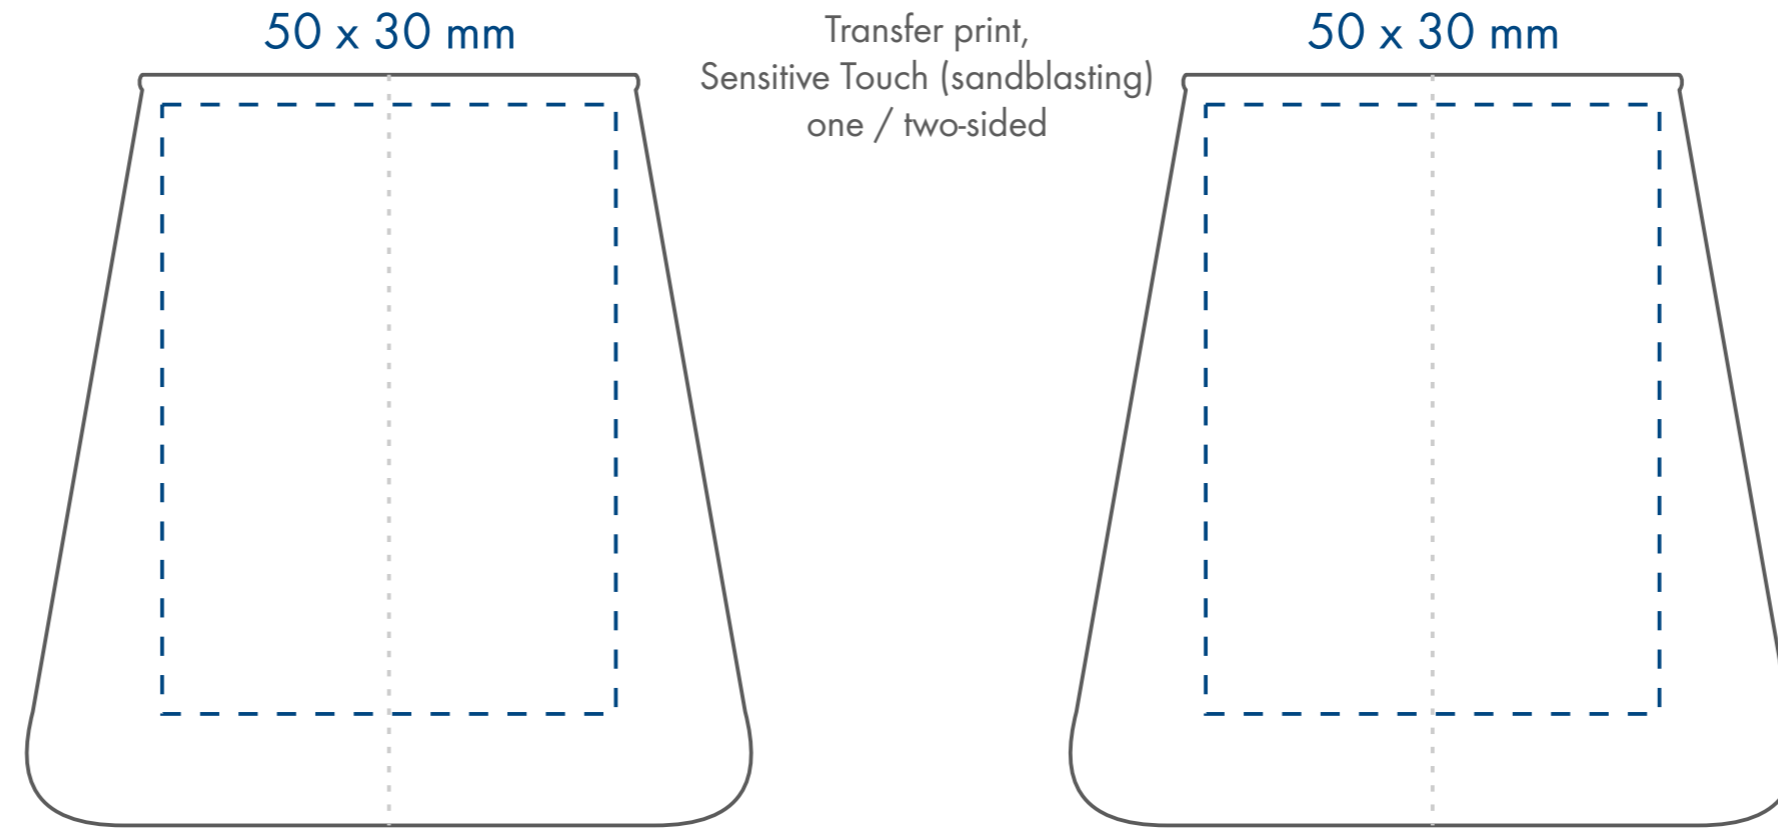 50 x 30 mm
Transfer print,
Sensitive Touch (sandblasting)
one / two-sided
50 x 30 mm